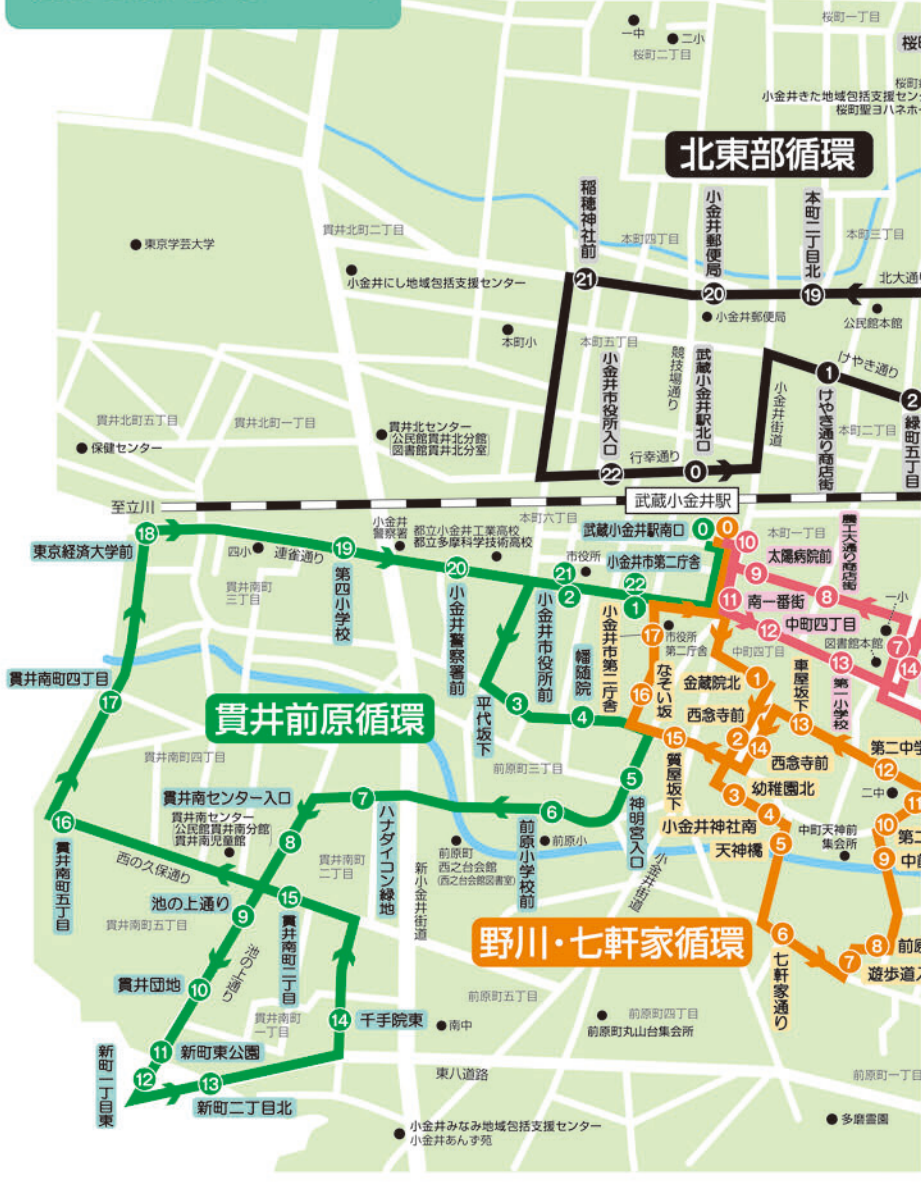 一中
二小
桜町一丁目
桜町二丁目
小金井きた地域包括支援セン
桜町聖ヨハネホ
北東部循環
稲穂神社前
小金井郵便局
本町二丁目北
貫井北町二丁目
本町四丁目
本町三丁目
東京学芸大学
小金井にし地域包括支援センター
21
20
19
北大通り
小金井郵便局
公民館本館
本町小
本町五丁目
小金井市役所入口
競技場通り
武蔵小金井駅北口
小金井街道
けやき通り
1
けやき通り商店街
2
緑町五丁目
本町二丁目
貫井北町五丁目
貫井北町一丁目
保健センター
貫井北センター
公民館貫井北分館
図書館貫井北分室
行幸通り
22
0
至立川
武蔵小金井駅
本町六丁目
武蔵小金井駅南口
0
0
10
本町一丁目
農工大通り商店街
18
東京経済大学前
四小
連雀通り
19
第四小学校
小金井
警察署
都立小金井工業高校
都立多摩科学技術高校
20
小金井警察署前
市役所
21
2
小金井市役所前
小金井市第二庁舎
22
1
太陽病院前
9
8
一小
11
南一番街
12
中町四丁目
図書館本館
7
14
13
第一小学校
貫井南町
三丁目
小金井市第二庁舎
17
市役所
第二庁舎
中町四丁目
なそい坂
16
金蔵院北
1
車屋坂下
13
貫井南町四丁目
17
貫井前原循環
平代坂下
3
幡随院
4
西念寺前
2
14
西念寺前
15
質屋坂下
第二中学
12
二中
貫井南町四丁目
前原町三丁目
5
神明宮入口
3
幼稚園北
4
小金井神社南
5
天神橋
中町天神前
集会所
11
10
9
16
貫井南町五丁目
貫井南センター入口
貫井南センター
公民館貫井南分館
貫井南児童館
8
7
ハナダイコン緑地
6
前原小学校前
前原小
前原町
西之台会館
(西之台会館図書室)
小金井街道
西の久保通り
貫井南町
二丁目
新小金井街道
15
貫井南町二丁目
池の上通り
9
貫井南町五丁目
池の上通り
野川・七軒家循環
6
七軒家通り
7
8
前原
遊歩道入
貫井団地
10
貫井南町
一丁目
14
千手院東
南中
前原町五丁目
前原町四丁目
前原町丸山台集会所
新町一丁目東
11
新町東公園
12
13
新町二丁目北
東八道路
前原町一丁目
小金井みなみ地域包括支援センター
小金井あんず苑
多磨霊園